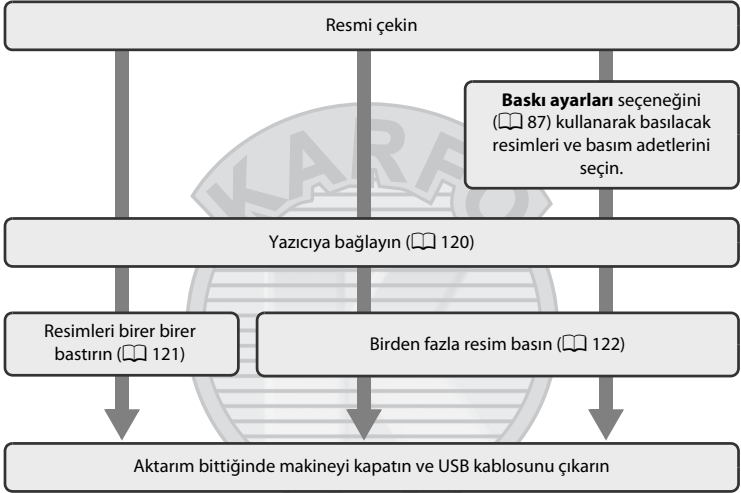 Resmi çekin
Baskı ayarları seçeneğini
(87) kullanarak basılacak
resimleri ve basım adetlerini
seçin.
KARFO
Yazıcıya bağlayın (120)
Resimleri birer birer
bastırın (121)
Birden fazla resim basın (122)
Aktarım bittiğinde makineyi kapatın ve USB kablosunu çıkarın